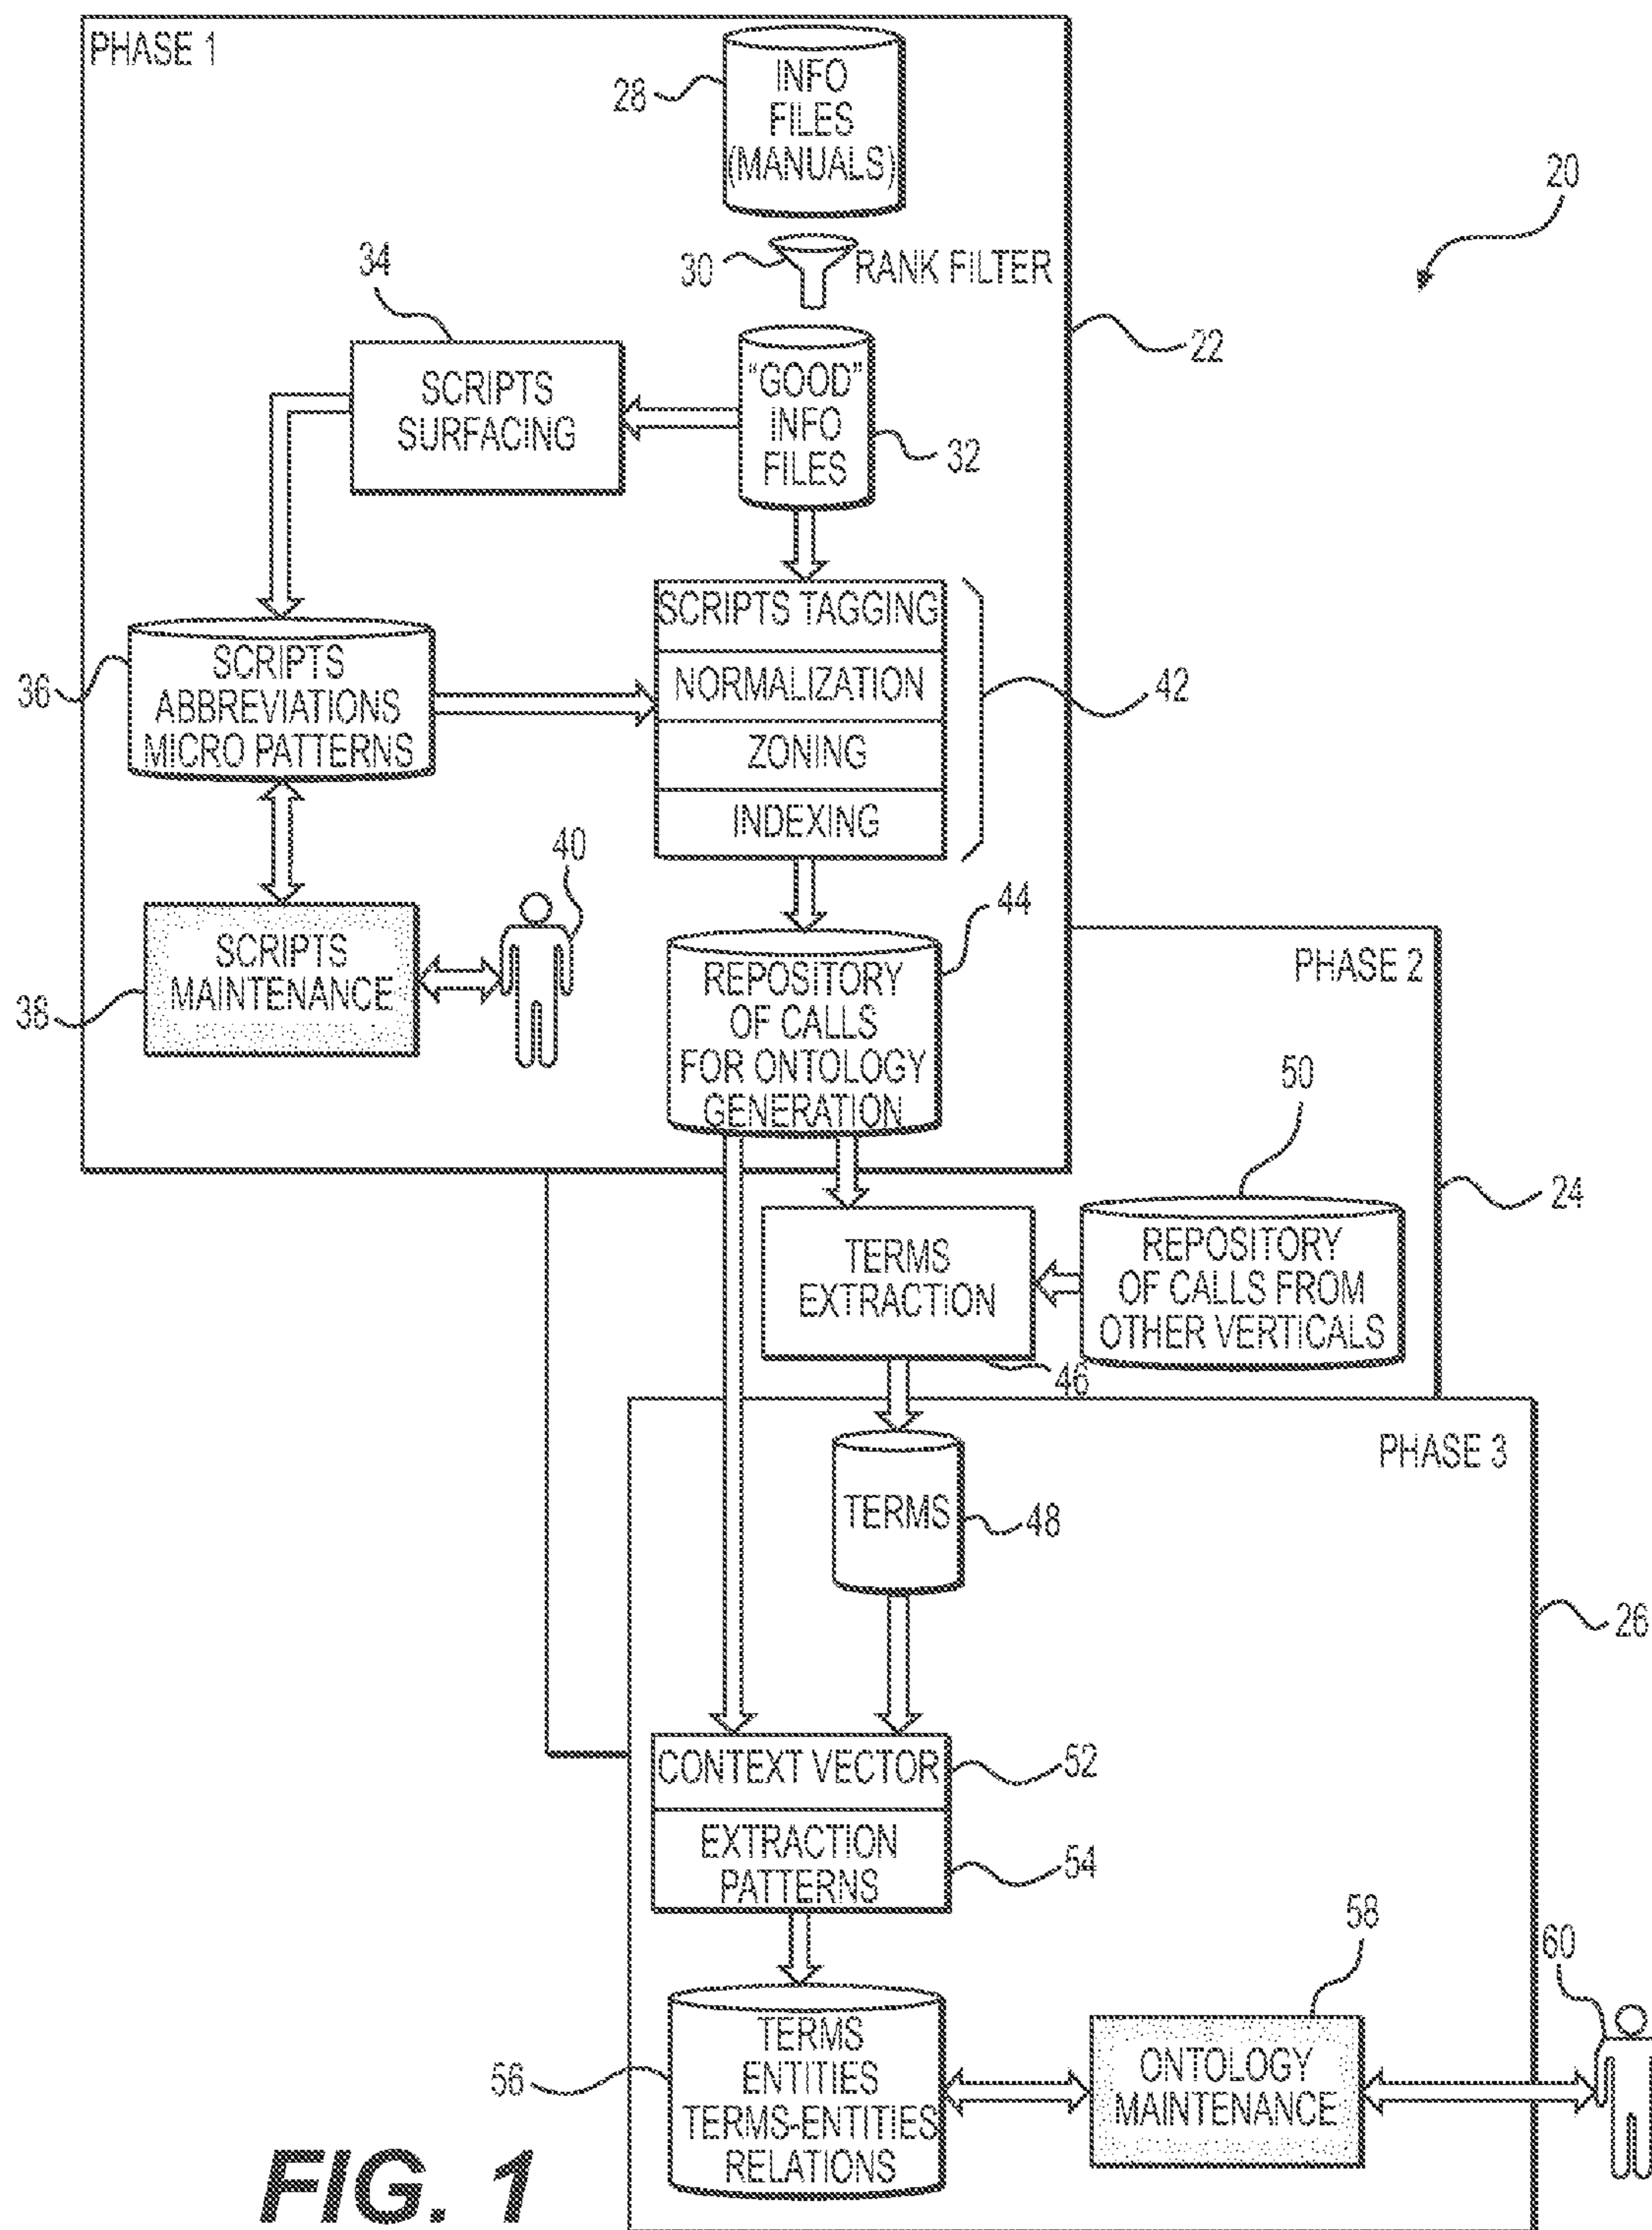 PHASE 1
28
INFO
FILES
(MANUALS)
20
30
RANK FILTER
34
22
SCRIPTS
SURFACING
"GOOD"
INFO
FILES
32
SCRIPTS TAGGING
NORMALIZATION
ZONING
INDEXING
42
36
SCRIPTS
ABBREVIATIONS
MICRO PATTERNS
40
44
SCRIPTS
MAINTENANCE
38
REPOSITORY
OF CALLS
FOR ONTOLOGY
GENERATION
PHASE 2
50
24
TERMS
EXTRACTION
REPOSITORY
OF CALLS FROM
OTHER VERTICALS
46
PHASE 3
TERMS
48
26
CONTEXT VECTOR
52
EXTRACTION
PATTERNS
54
58
60
56
TERMS
ENTITIES
TERMS-ENTITIES
RELATIONS
ONTOLOGY
MAINTENANCE
FIG. 1